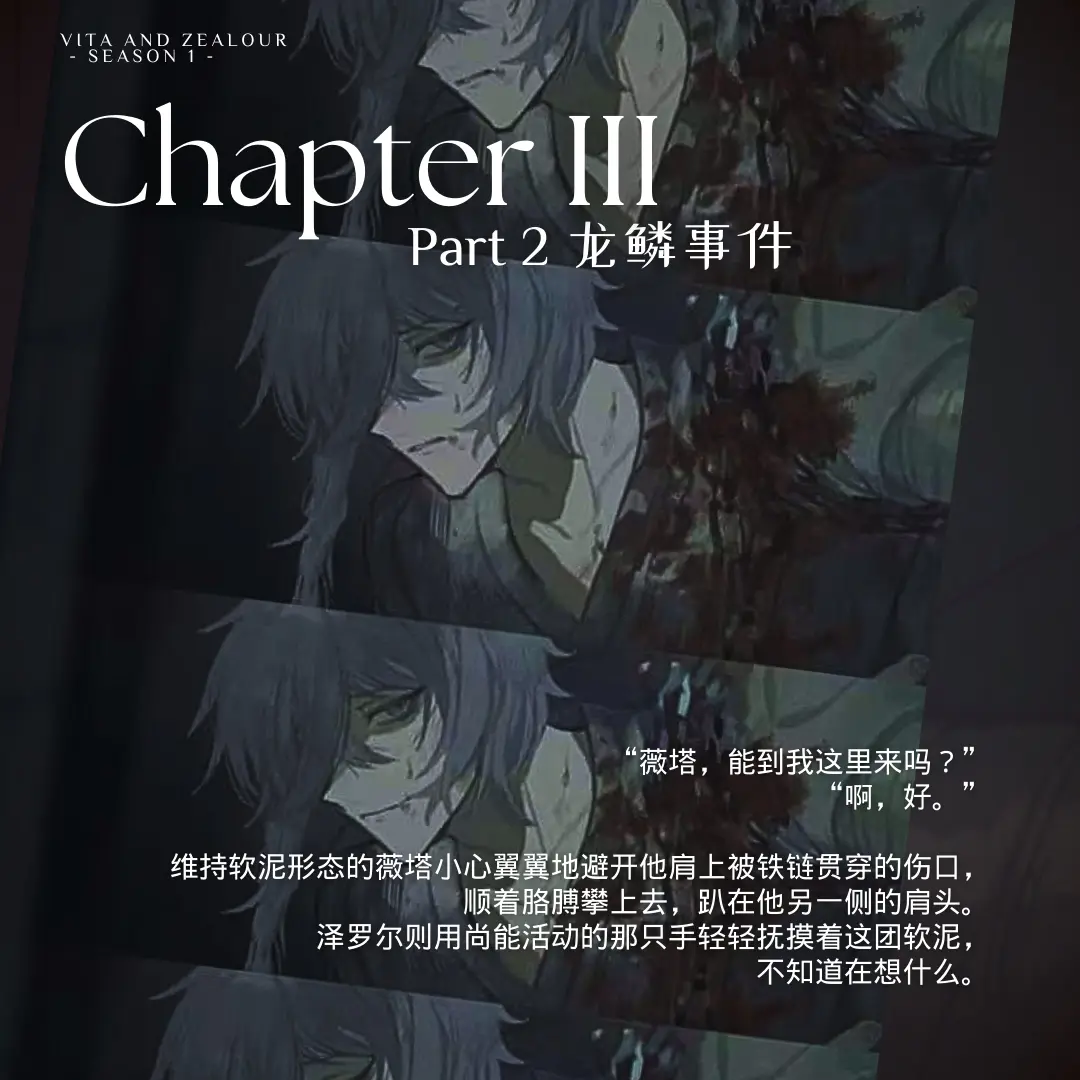 VITA AND ZEALOUR
- SEASON 1 -
Chapter III
Part 2 龙鳞事件
“薇塔，能到我这里来吗？”
“啊，好。”
维持软泥形态的薇塔小心翼翼地避开他肩上被铁链贯穿的伤口，
顺着胳膊攀上去，趴在他另一侧的肩头。
泽罗尔则用尚能活动的那只手轻轻抚摸着这团软泥，
不知道在想什么。